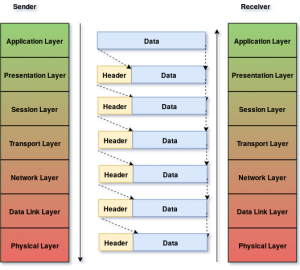 Sender Receiver
Application Layer Data Application Layer
Presentation Layer Header Data Presentation Layer
Session Layer Header Data Session Layer
Transport Layer Header Data Transport Layer
Network Layer Header Data Network Layer
Data Link Layer Header Data Data Link Layer
Physical Layer Header Data Physical Layer